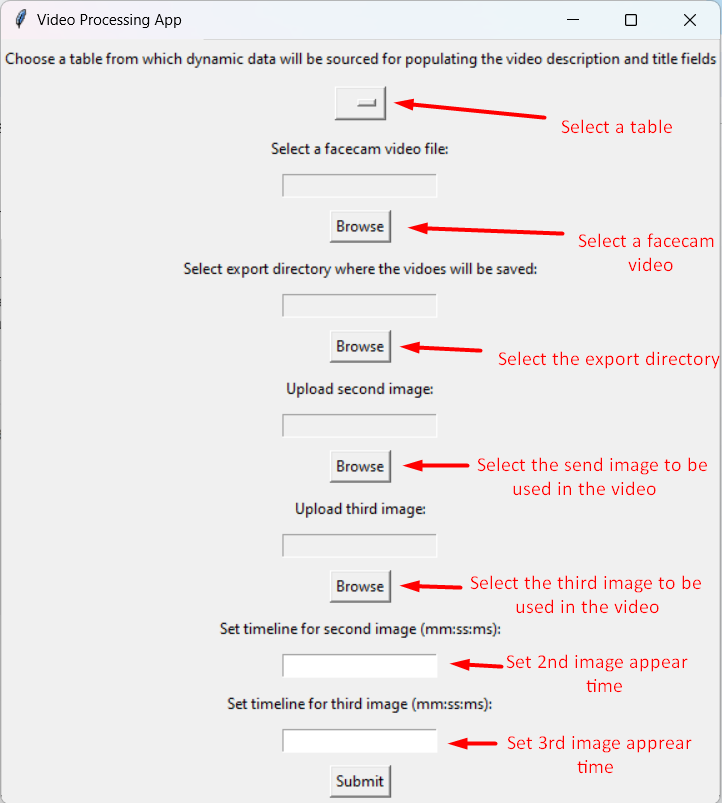 Video Processing App
Choose a table from which dynamic data will be sourced for populating the video description and title fields
Select a table
Select a facecam video file:
Browse
Select a facecam
video
Select export directory where the vidoes will be saved:
Browse
Select the export directory
Upload second image:
Browse
Select the send image to be
used in the video
Upload third image:
Browse
Select the third image to be
used in the video
Set timeline for second image (mm:ss:ms):
Set 2nd image appear
time
Set timeline for third image (mm:ss:ms):
Set 3rd image apprear
time
Submit